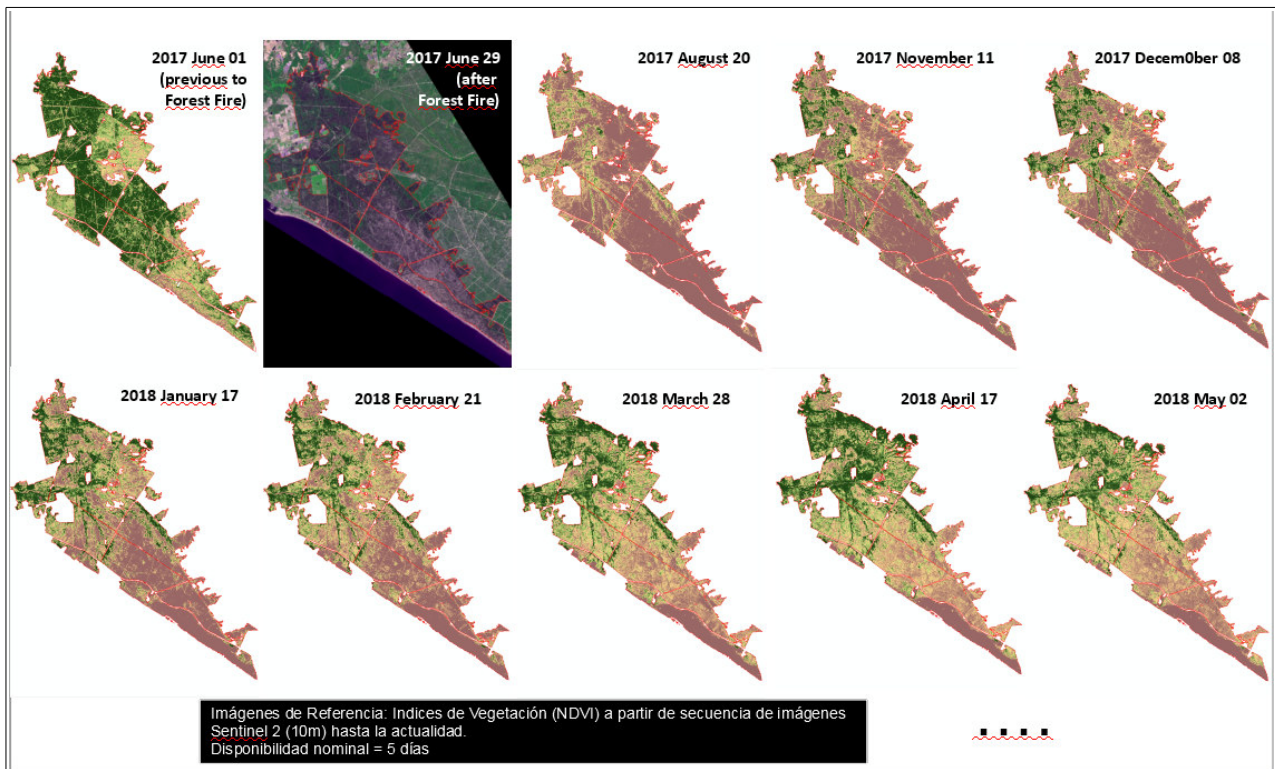 2017 June 01
(previous to
Forest Fire)
2017 June 29
(after
Forest Fire)
2017 August 20
2017 November 11
2017 Decem0ber 08
2018 January 17
2018 February 21
2018 March 28
2018 April 17
2018 May 02
Imágenes de Referencia: Indices de Vegetación (NDVI) a partir de secuencia de imágenes
Sentinel 2 (10m) hasta la actualidad.
Disponibilidad nominal = 5 días
. . . .